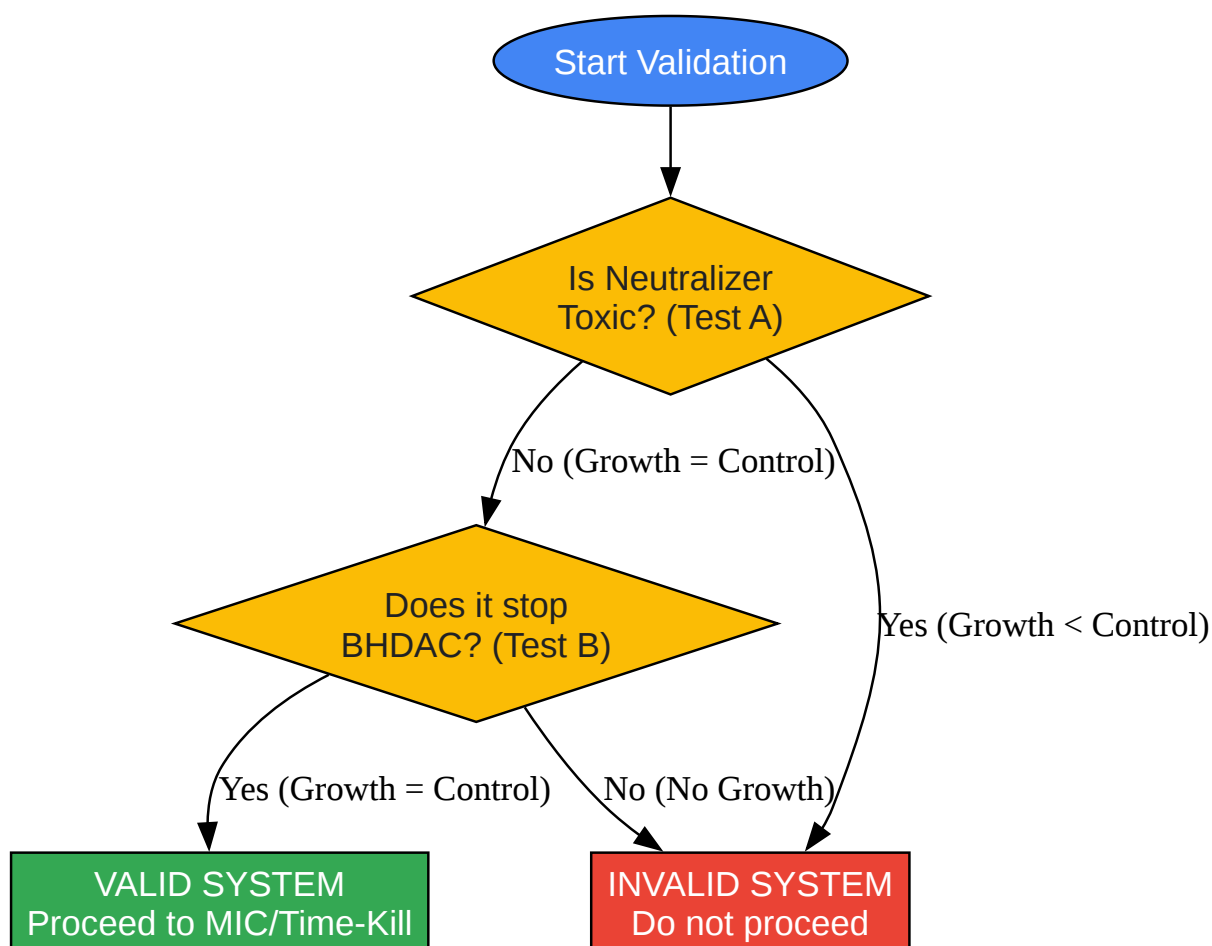 Start Validation
Is Neutralizer
Toxic? (Test A)
No (Growth = Control)
Does it stop
BHDAC? (Test B)
Yes (Growth < Control)
Yes (Growth = Control)
No (No Growth)
VALID SYSTEM
Proceed to MIC/Time-Kill
INVALID SYSTEM
Do not proceed